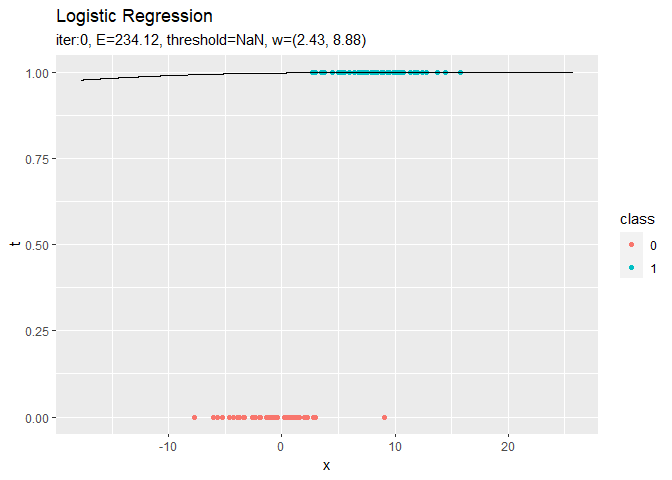 Logistic Regression
iter:0, E=234.12, threshold=NaN, w=(2.43, 8.88)
1.00
0.75
0.50
0.25
0.00
t
-10
0
10
20
x
class
0
1